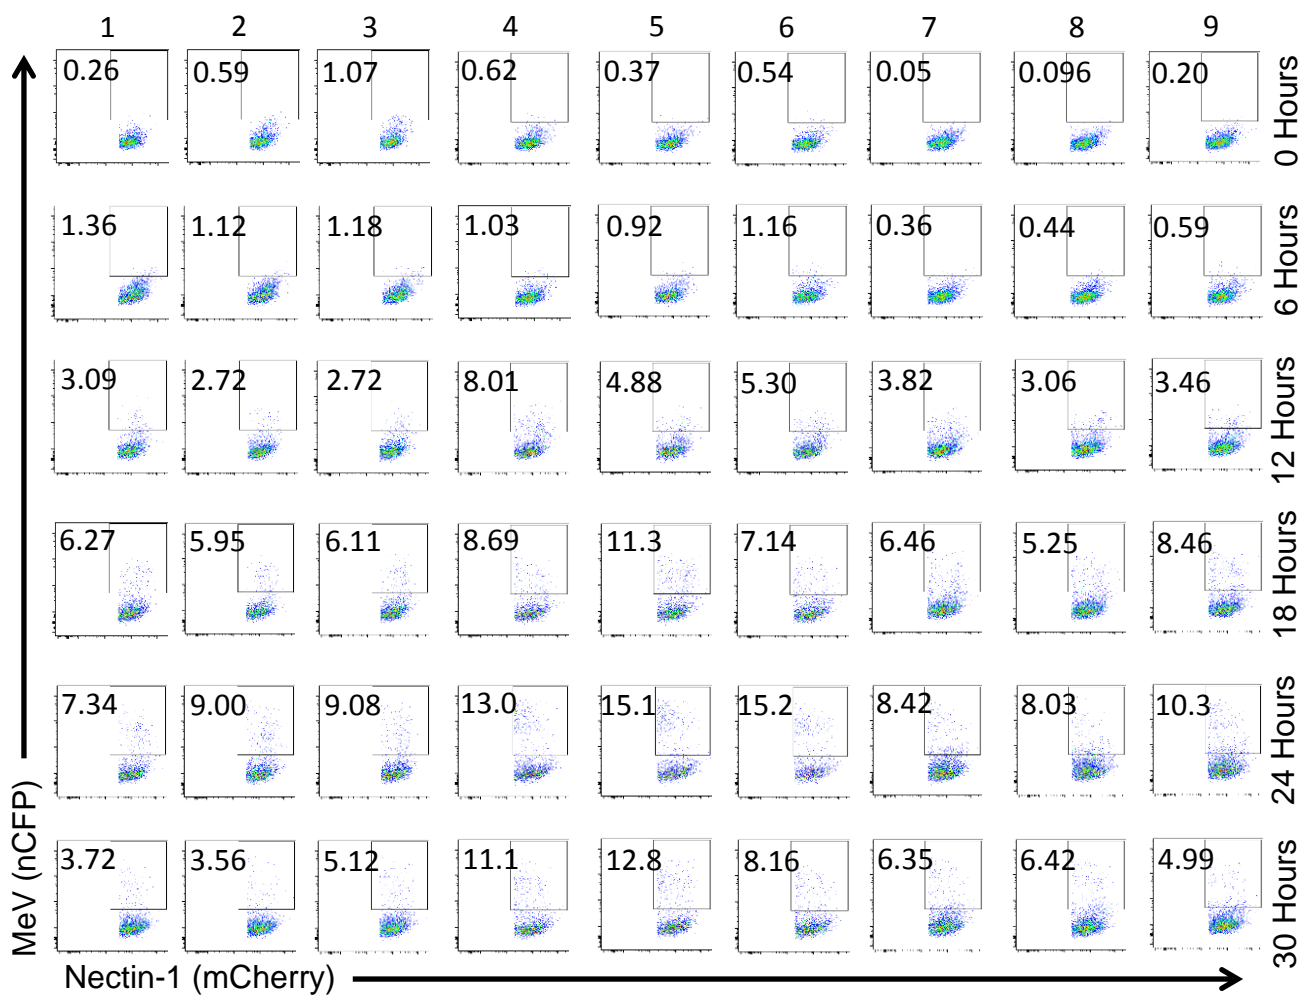 1 2 3 4 5 6 7 8 9
0.26 0.59 1.07 0.62 0.37 0.54 0.05 0.096 0.20 0 Hours
1.36 1.12 1.18 1.03 0.92 1.16 0.36 0.44 0.59 6 Hours
3.09 2.72 2.72 8.01 4.88 5.30 3.82 3.06 3.46 12 Hours
6.27 5.95 6.11 8.69 11.3 7.14 6.46 5.25 8.46 18 Hours
7.34 9.00 9.08 13.0 15.1 15.2 8.42 8.03 10.3 24 Hours
3.72 3.56 5.12 11.1 12.8 8.16 6.35 6.42 4.99 30 Hours
MeV (nCFP)
Nectin-1 (mCherry)